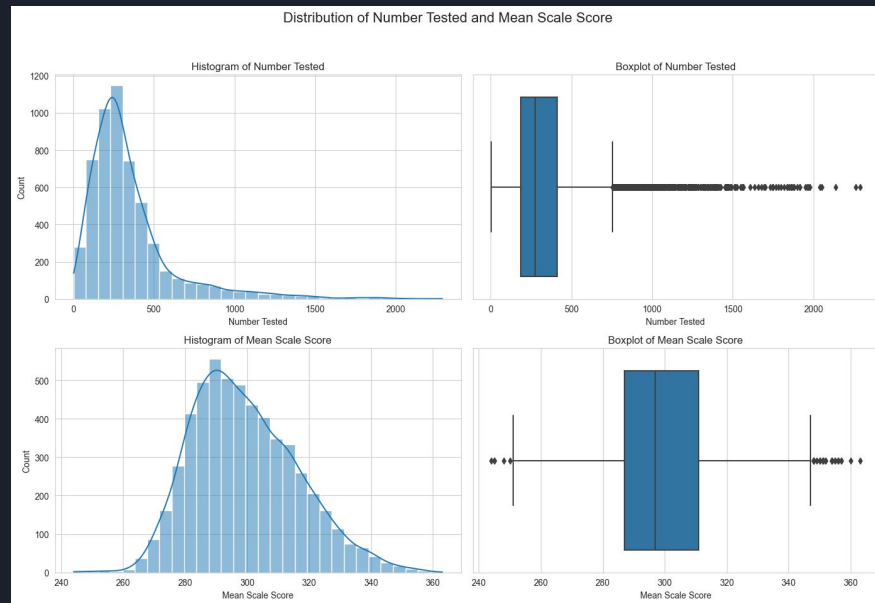 Distribution of Number Tested and Mean Scale Score
Histogram of Number Tested
1200
1000
800
600
400
200
0
Count
0 500 1000 1500 2000
Number Tested
Boxplot of Number Tested
0 500 1000 1500 2000
Number Tested
Histogram of Mean Scale Score
500
400
300
200
100
0
Count
240 260 280 300 320 340 360
Mean Scale Score
Boxplot of Mean Scale Score
240 260 280 300 320 340 360
Mean Scale Score